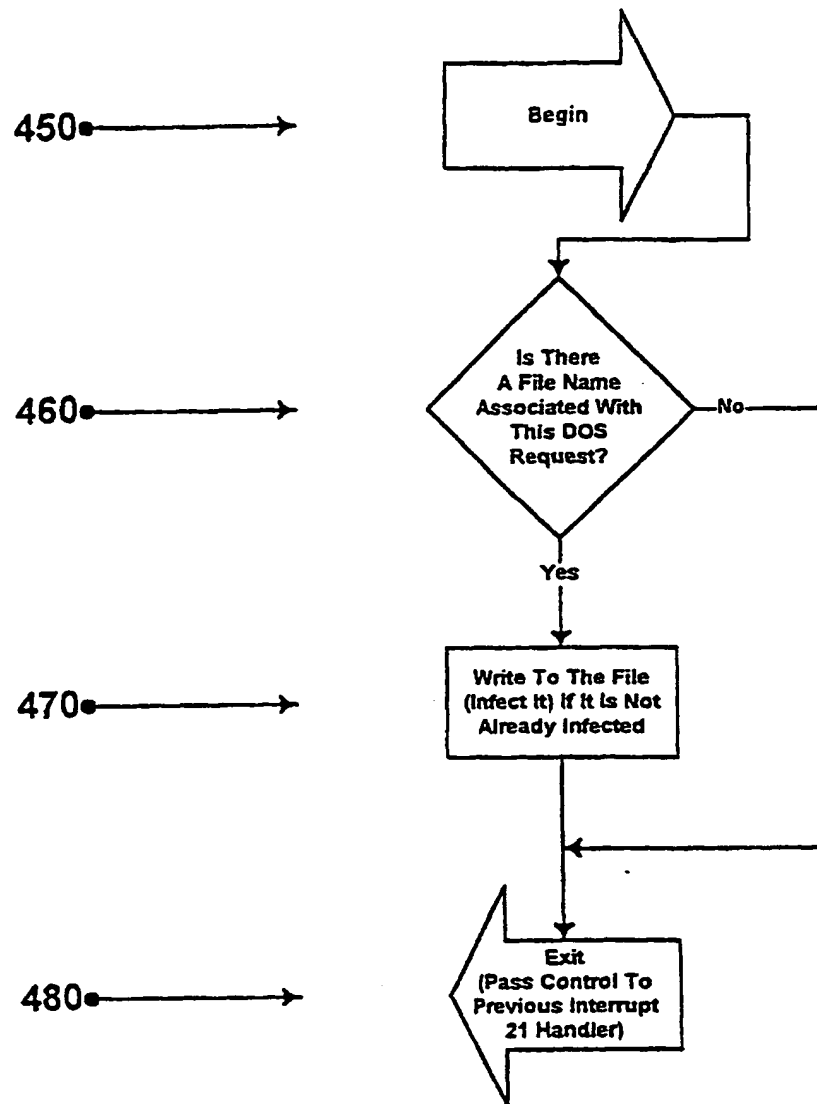 450
Begin
460
Is There
A File Name
Associated With
This DOS
Request?
No
Yes
470
Write To The File
(Infect It) If It Is Not
Already Infected
480
Exit
(Pass Control To
Previous Interrupt
21 Handler)